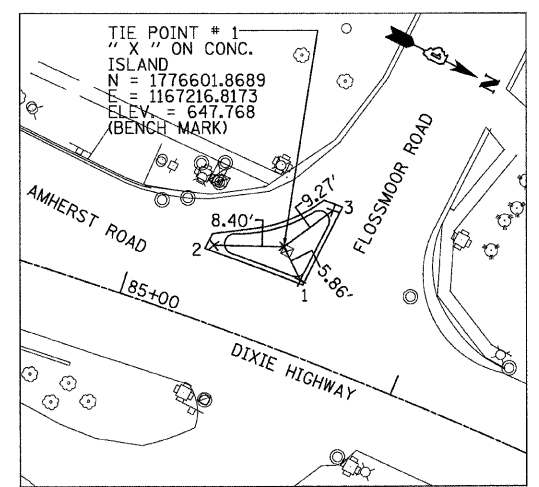 TIE POINT # 1
" X " ON CONC.
ISLAND
N = 1776601.8689
E = 1167216.8173
ELEV. = 647.768
(BENCH MARK)
N
FLOSSMOOR ROAD
AMHERST ROAD
9.27'
3
8.40'
2
5.86'
1
85+00
DIXIE HIGHWAY